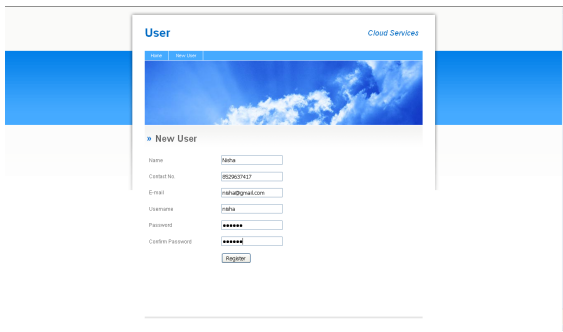 User
Cloud Services
Home New User
» New User
Name Nisha
Contact No. 8529637417
E-mail nisha@gmail.com
Username nisha
Password ●●●●●●
Confirm Password ●●●●●●
Register